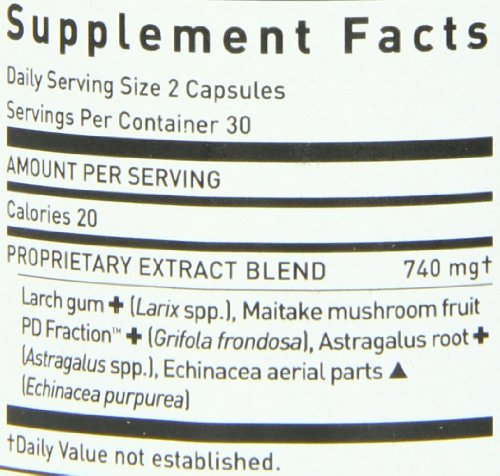 Supplement Facts
Daily Serving Size 2 Capsules
Servings Per Container 30
AMOUNT PER SERVING
Calories 20
PROPRIETARY EXTRACT BLEND 740 mg†
Larch gum ✚ (Larix spp.), Maitake mushroom fruit
PD Fraction™ ✚ (Grifola frondosa), Astragalus root ✚
(Astragalus spp.), Echinacea aerial parts ▲
(Echinacea purpurea)
†Daily Value not established.